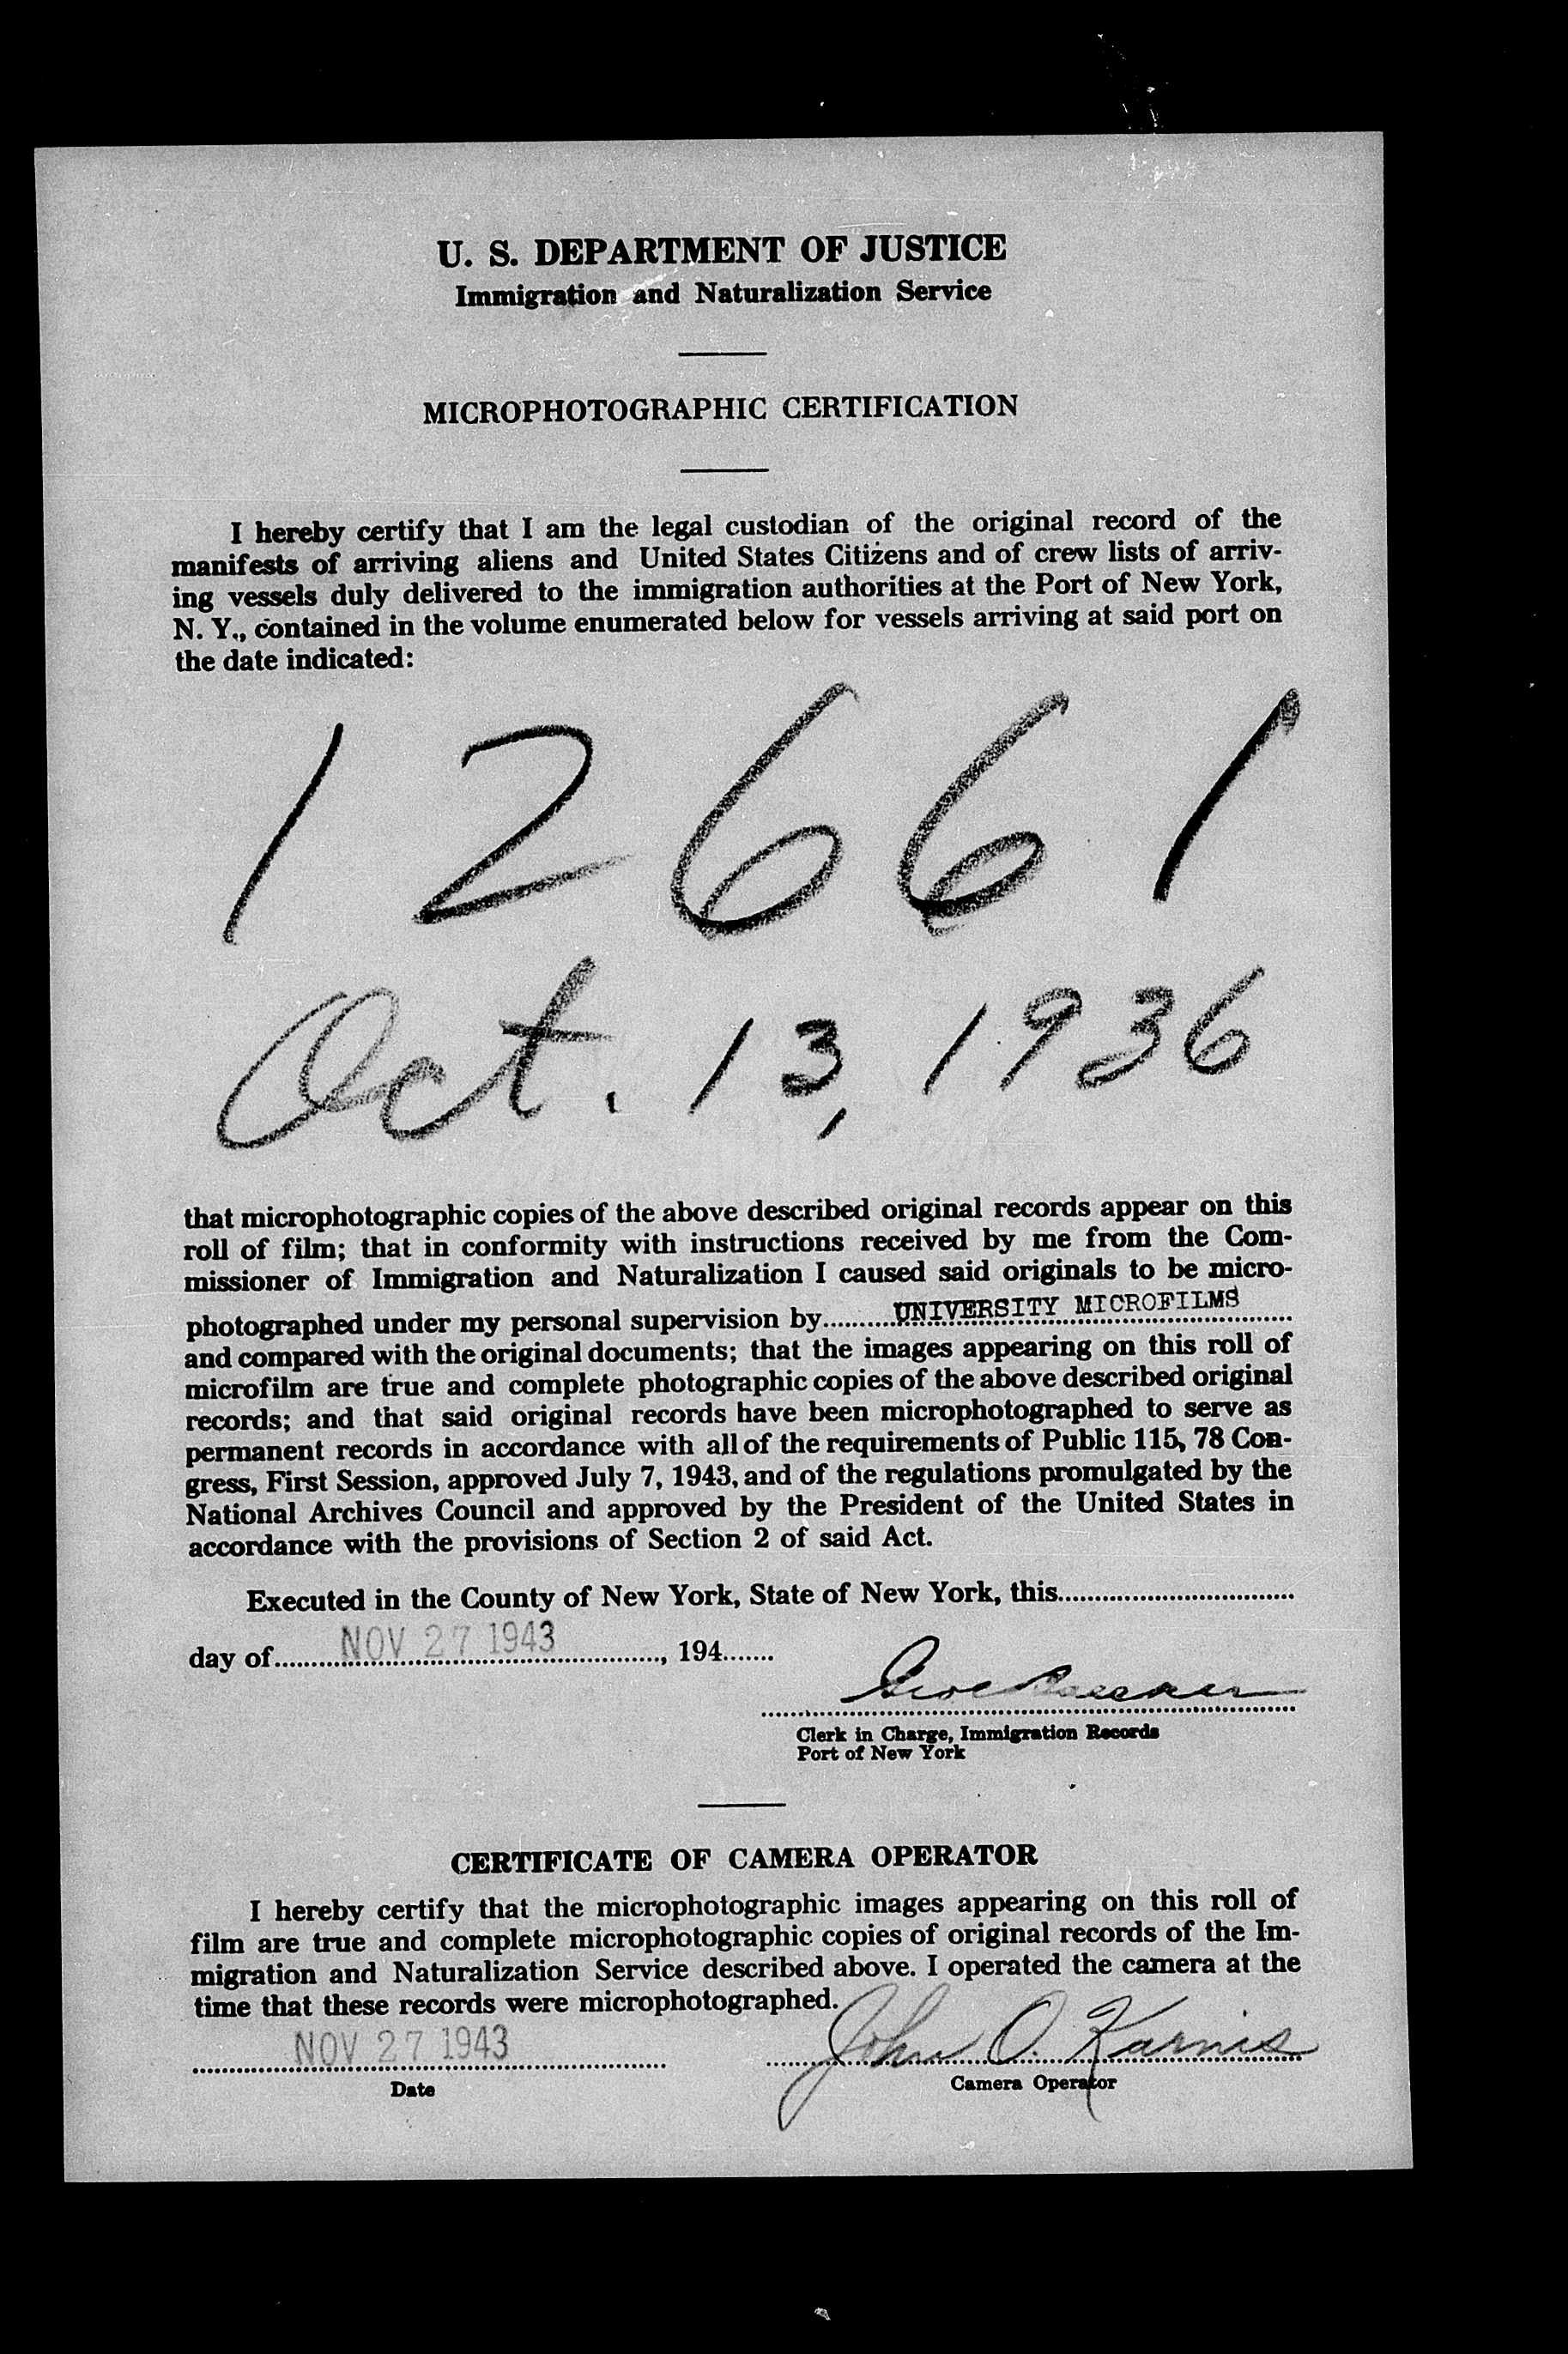 U. S. DEPARTMENT OF JUSTICE
Immigration and Naturalization Service
MICROPHOTOGRAPHIC CERTIFICATION
I hereby certify that I am the legal custodian of the original record of the
manifests of arriving aliens and United States Citizens and of crew lists of arriv-
ing vessels duly delivered to the immigration authorities at the Port of New York,
N. Y., contained in the volume enumerated below for vessels arriving at said port on
the date indicated:
12661
Oct. 13, 1936
that microphotographic copies of the above described original records appear on this
roll of film; that in conformity with instructions received by me from the Com-
missioner of Immigration and Naturalization I caused said originals to be micro-
photographed under my personal supervision by..........UNIVERSITY MICROFILMS
and compared with the original documents; that the images appearing on this roll of
microfilm are true and complete photographic copies of the above described original
records; and that said original records have been microphotographed to serve as
permanent records in accordance with all of the requirements of Public 115, 78 Con-
gress, First Session, approved July 7, 1943, and of the regulations promulgated by the
National Archives Council and approved by the President of the United States in
accordance with the provisions of Section 2 of said Act.
Executed in the County of New York, State of New York, this................................
day of.........NOV 27 1943..............., 194.......
Clerk in Charge, Immigration Records
Port of New York
CERTIFICATE OF CAMERA OPERATOR
I hereby certify that the microphotographic images appearing on this roll of
film are true and complete microphotographic copies of original records of the Im-
migration and Naturalization Service described above. I operated the camera at the
time that these records were microphotographed.
NOV 27 1943 John O. Karnis
Date Camera Operator